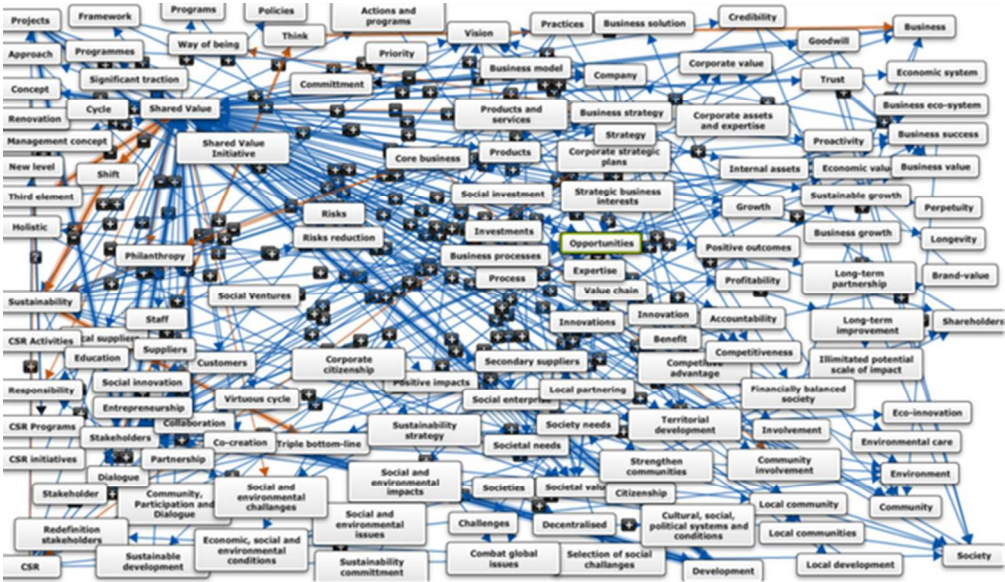 Projects
Framework
Programs
Policies
Actions and
programs
Vision
Practices
Business solution
Credibility
Business
Approach
Programmes
Way of being
Think
Priority
Goodwill
Concept
Significant traction
Commitment
Business model
Company
Corporate value
Trust
Economic system
Renovation
Cycle
Shared Value
Products and
services
Business strategy
Corporate assets
and expertise
Business eco-system
Management concept
Shared Value
Initiative
Strategy
Proactivity
Business success
New level
Shift
Core business
Products
Corporate strategic
plans
Internal assets
Economic valu
Business value
Third element
Social investment
Strategic business
interests
Growth
Sustainable growth
Perpetuity
Holistic
Risks
Risks reduction
Investments
Opportunities
Positive outcomes
Business growth
Longevity
Philanthropy
Business processes
Process
Expertise
Value chain
Profitability
Long-term
partnership
Brand-value
Sustainability
Social Ventures
Staff
Innovations
Innovation
Accountability
Long-term
improvement
Shareholders
CSR Activities
cal suppliers
Suppliers
Benefit
Education
Customers
Corporate
citizenship
Secondary suppliers
Competitive
advantage
Competitiveness
Illimitated potential
scale of impact
Responsibility
Social innovation
Positive impacts
Local partnering
Financially balanced
society
Entrepreneurship
Virtuous cycle
Social enterpris
Eco-innovation
CSR Programs
Collaboration
Stakeholders
Co-creation
Triple bottom-line
Sustainability
strategy
Society needs
Territorial
development
Involvement
Environmental care
CSR initiatives
Partnership
Societal needs
Dialogue
Social and
environmental
impacts
Strengthen
communities
Community
involvement
Environment
Stakeholder
Community,
Participation and
Dialogue
Social and
environmental
challenges
Societies
Societal valu
Citizenship
Local community
Community
Redefinition
stakeholders
Social and
environmental
issues
Challenges
Decentralised
Cultural, social,
political systems and
conditions
Local communities
CSR
Sustainable
development
Economic, social and
environmental
conditions
Sustainability
commitment
Combat global
issues
Selection of social
challenges
Development
Local development
Society